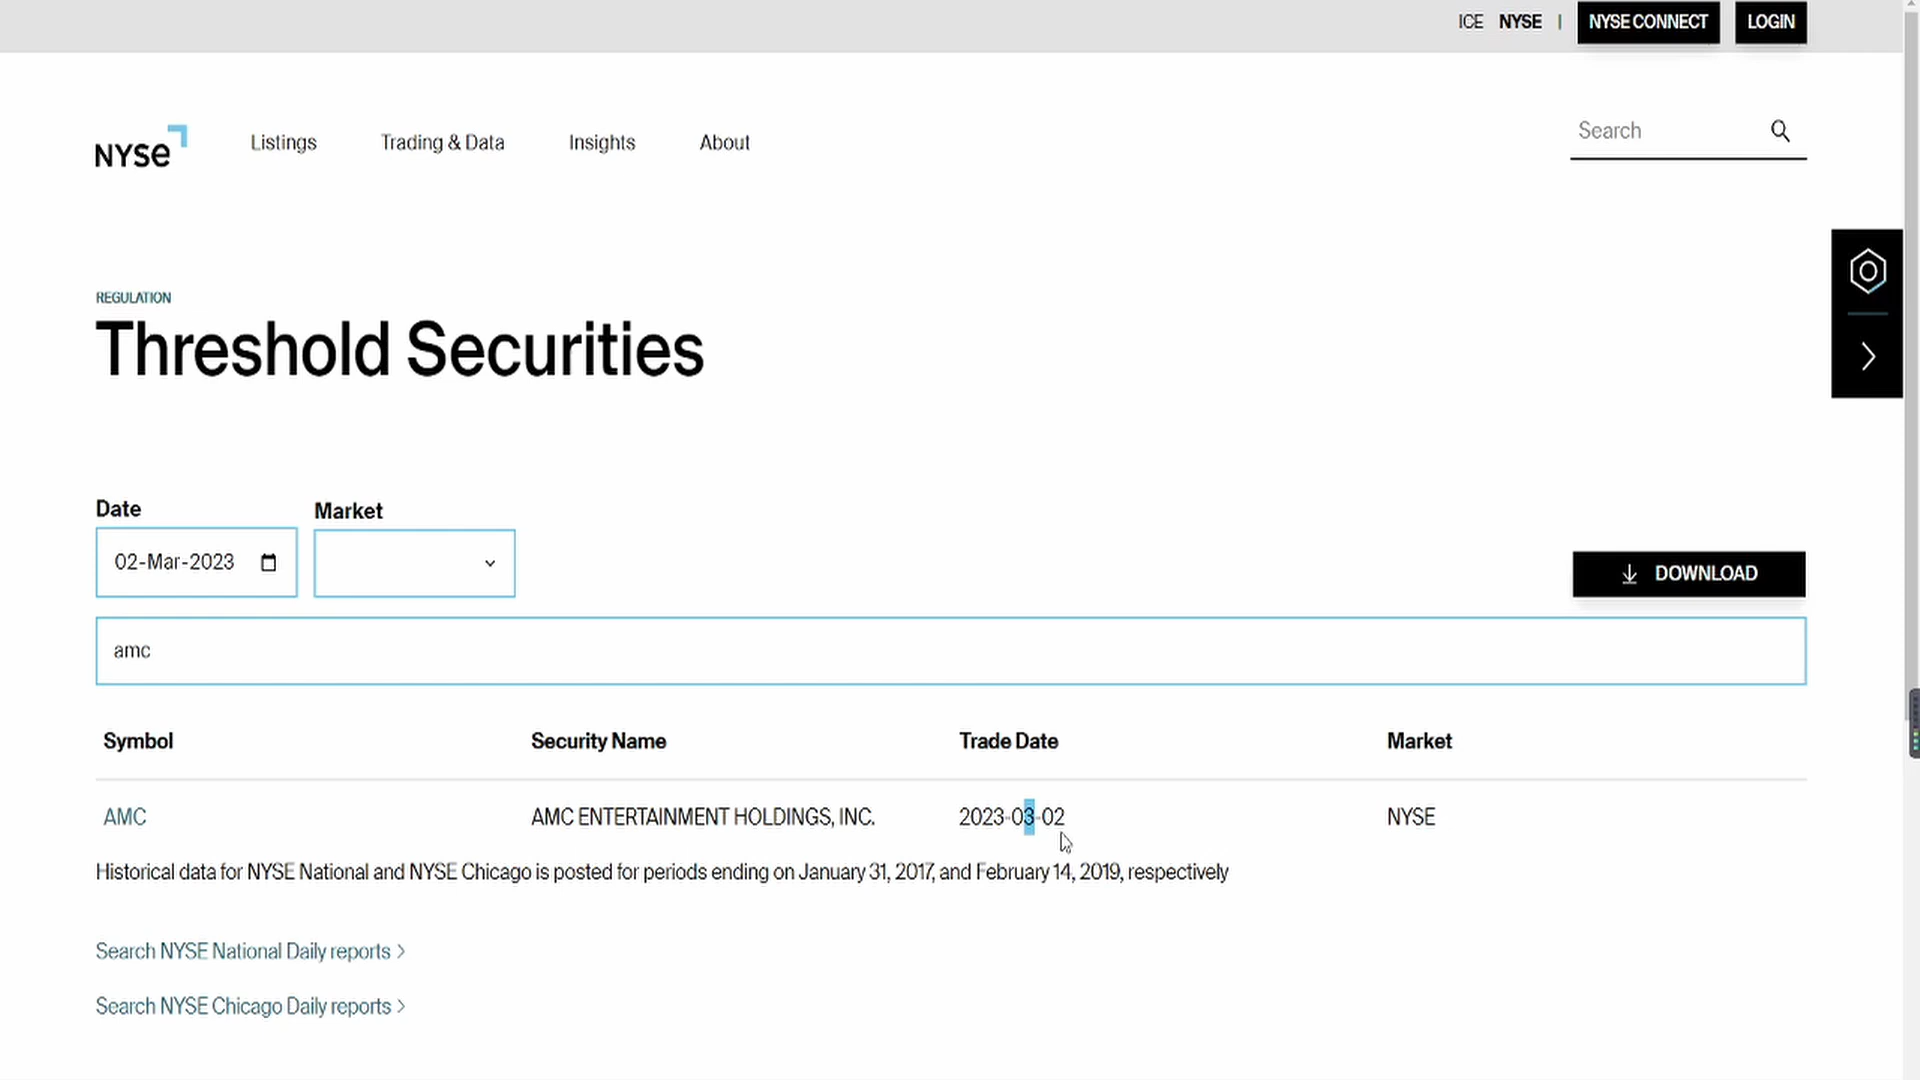 ICE NYSE | NYSE CONNECT LOGIN
NYSE Listings Trading & Data Insights About Search
REGULATION
Threshold Securities
Date Market
02-Mar-2023
DOWNLOAD
amc
Symbol Security Name Trade Date Market
AMC AMC ENTERTAINMENT HOLDINGS, INC. 2023-03-02 NYSE
Historical data for NYSE National and NYSE Chicago is posted for periods ending on January 31, 2017, and February 14, 2019, respectively
Search NYSE National Daily reports >
Search NYSE Chicago Daily reports >